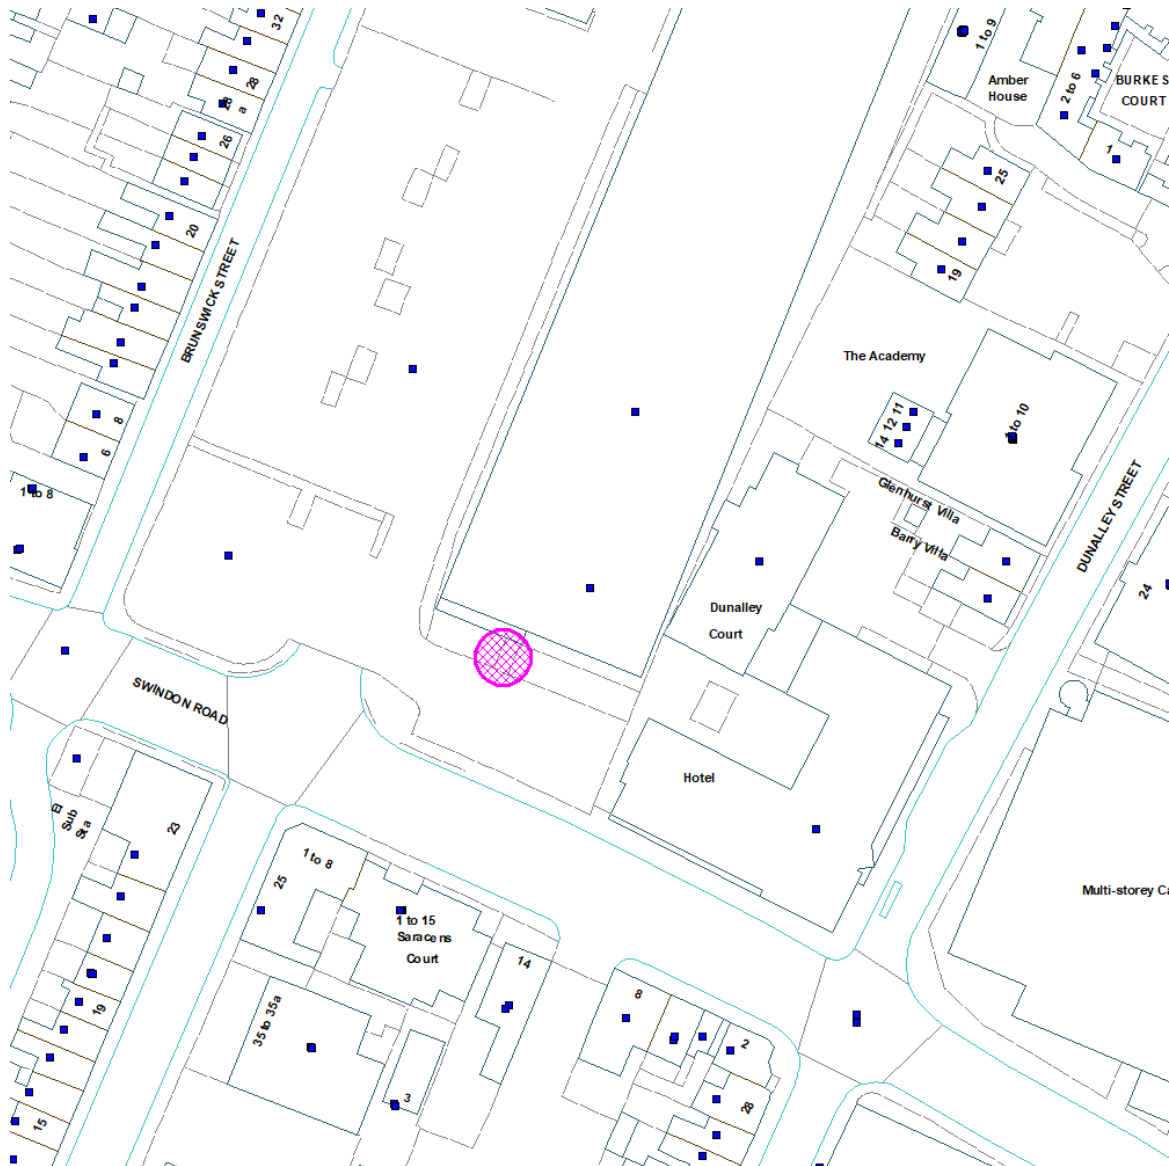 32
28
28
a
26
20
BRUNSWICK STREET
8
6
1 to 8
1 to 9
Amber
House
2 to 6
BURKES
COURT
1
25
19
The Academy
14 12 11
1 to 10
Glenhurst Villa
Barry Villa
DUNALLEY STREET
24
Dunalley
Court
SWINDON ROAD
Hotel
El
Sub
Sta
23
1 to 8
25
1 to 15
Saracens
Court
14
Multi-storey Ca
19
35 to 35a
8
2
3
28
15